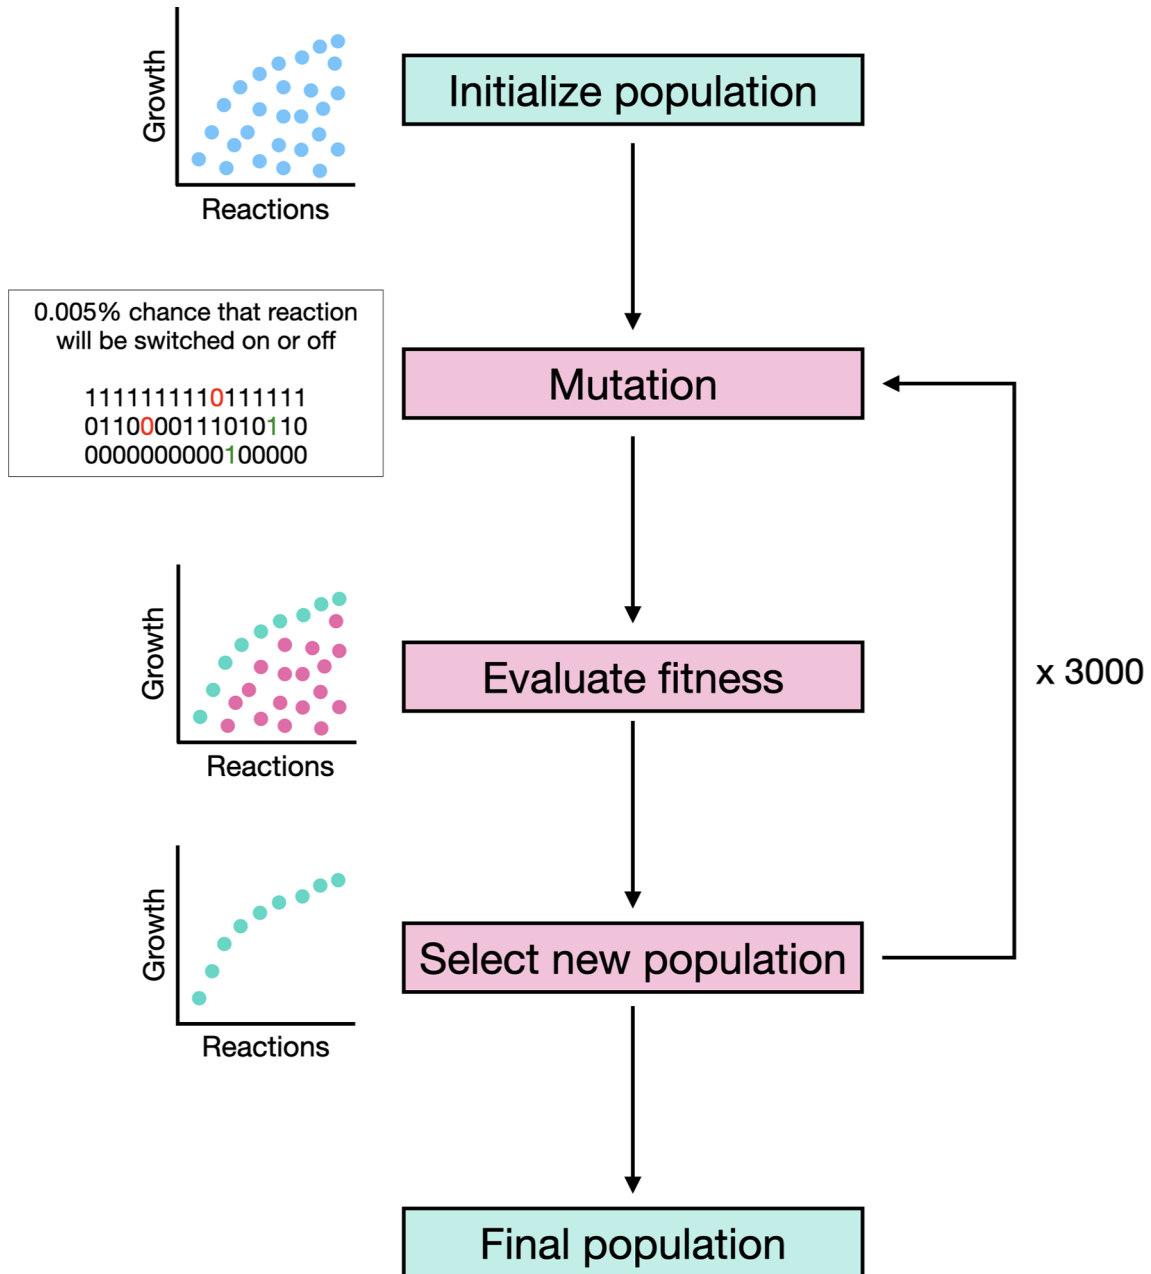 Growth
Reactions
Initialize population
0.005% chance that reaction
will be switched on or off
1111111110111111
0110000111010110
0000000000100000
Mutation
Growth
Reactions
Evaluate fitness
x 3000
Growth
Reactions
Select new population
Final population